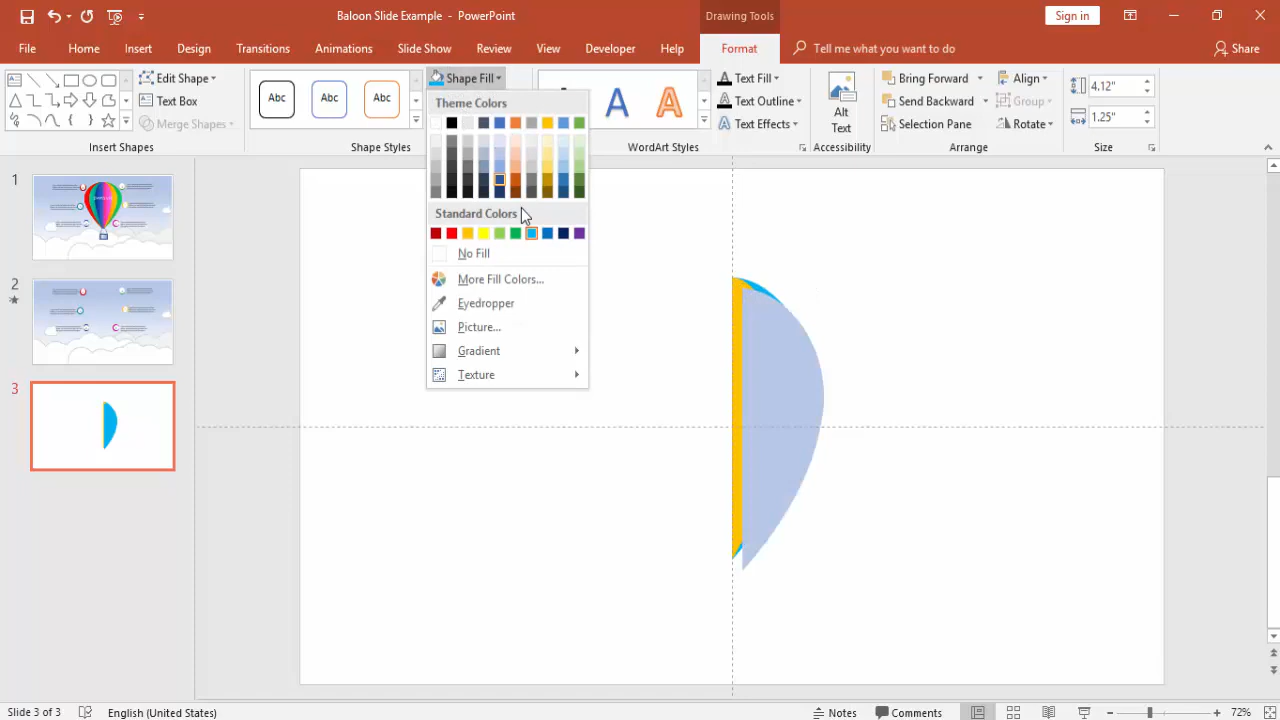 Baloon Slide Example - PowerPoint
Drawing Tools
Sign in
File Home Insert Design Transitions Animations Slide Show Review View Developer Help Format Tell me what you want to do Share
Edit Shape
Text Box
Merge Shapes
Insert Shapes
Abc Abc Abc
Shape Styles
Shape Fill
Theme Colors
Standard Colors
No Fill
More Fill Colors...
Eyedropper
Picture...
Gradient
Texture
A A
WordArt Styles
Text Fill
Text Outline
Text Effects
Alt
Text
Accessibility
Bring Forward
Send Backward
Selection Pane
Align
Group
Rotate
Arrange
4.12"
1.25"
Size
1
2
3
Slide 3 of 3 English (United States) Notes Comments 72%